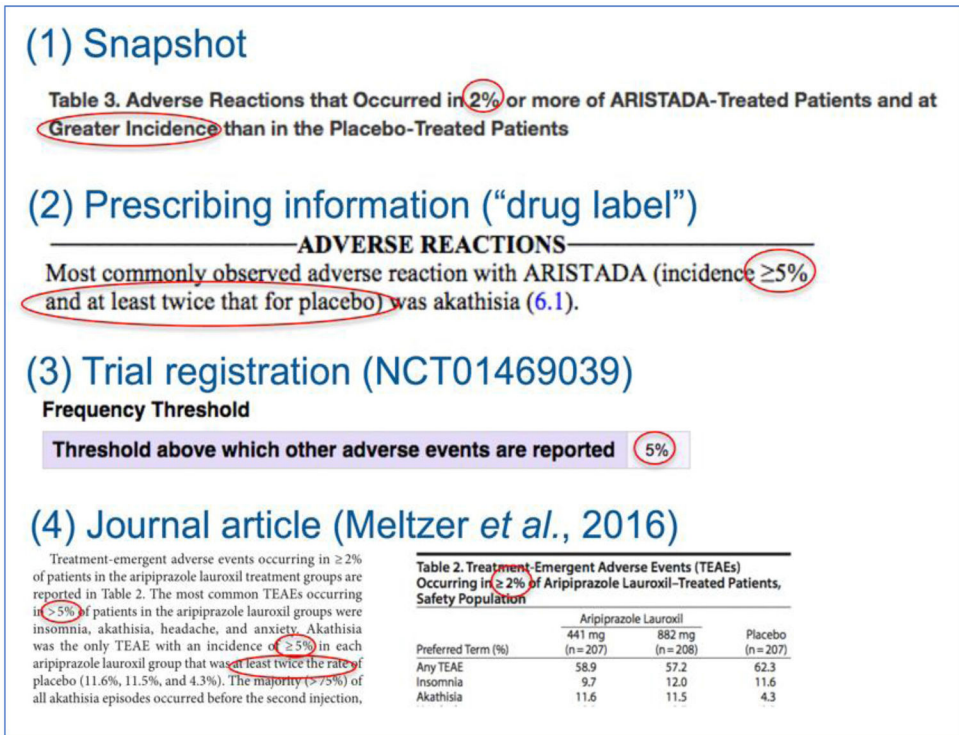 (1) Snapshot
Table 3. Adverse Reactions that Occurred in 2% or more of ARISTADA-Treated Patients and at
Greater Incidence than in the Placebo-Treated Patients
(2) Prescribing information (“drug label”)
ADVERSE REACTIONS
Most commonly observed adverse reaction with ARISTADA (incidence ≥5%
and at least twice that for placebo) was akathisia (6.1).
(3) Trial registration (NCT01469039)
Frequency Threshold
Threshold above which other adverse events are reported 5%
(4) Journal article (Meltzer et al., 2016)
Treatment-emergent adverse events occurring in ≥ 2%
of patients in the aripiprazole lauroxil treatment groups are
reported in Table 2. The most common TEAEs occurring
in > 5% of patients in the aripiprazole lauroxil groups were
insomnia, akathisia, headache, and anxiety. Akathisia
was the only TEAE with an incidence of ≥ 5% in each
aripiprazole lauroxil group that was at least twice the rate of
placebo (11.6%, 11.5%, and 4.3%). The majority (> 75%) of
all akathisia episodes occurred before the second injection,
Table 2. Treatment-Emergent Adverse Events (TEAEs)
Occurring in ≥ 2% of Aripiprazole Lauroxil–Treated Patients,
Safety Population
Aripiprazole Lauroxil
441 mg 882 mg Placebo
Preferred Term (%) (n = 207) (n = 208) (n = 207)
Any TEAE 58.9 57.2 62.3
Insomnia 9.7 12.0 11.6
Akathisia 11.6 11.5 4.3